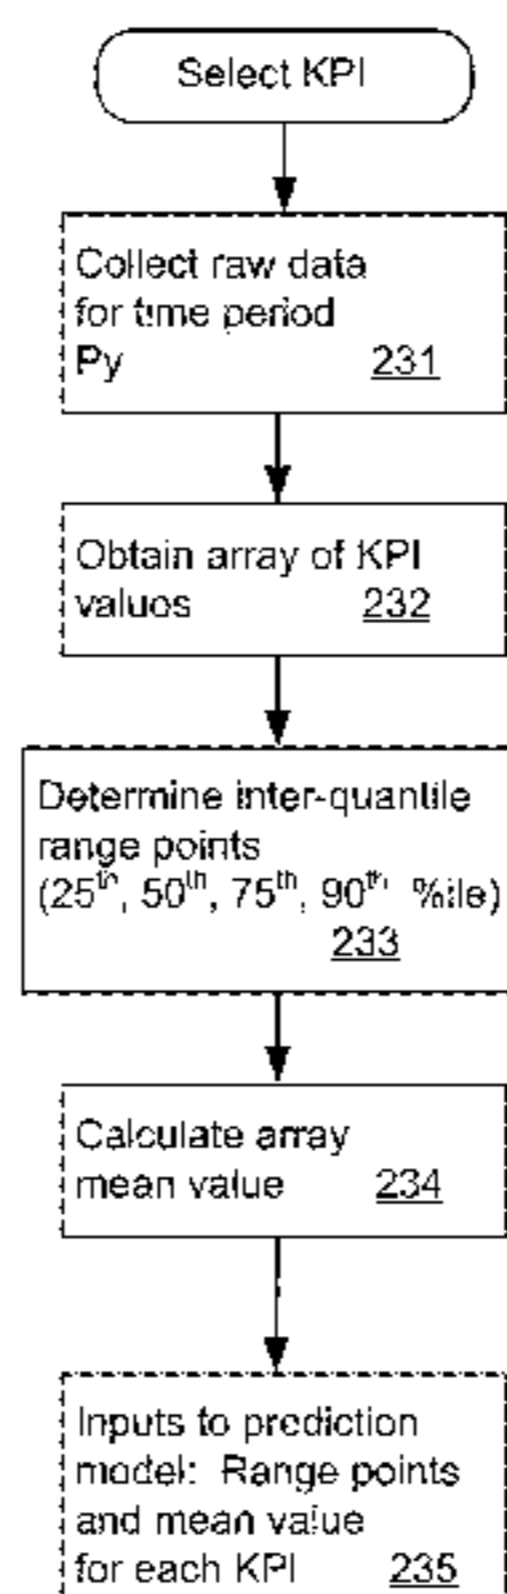 Select KPI
Collect raw data
for time period
Py 231
Obtain array of KPI
values 232
Determine inter-quantile
range points
(25th, 50th, 75th, 90th %ile)
233
Calculate array
mean value 234
Inputs to prediction
model: Range points
and mean value
for each KPI 235